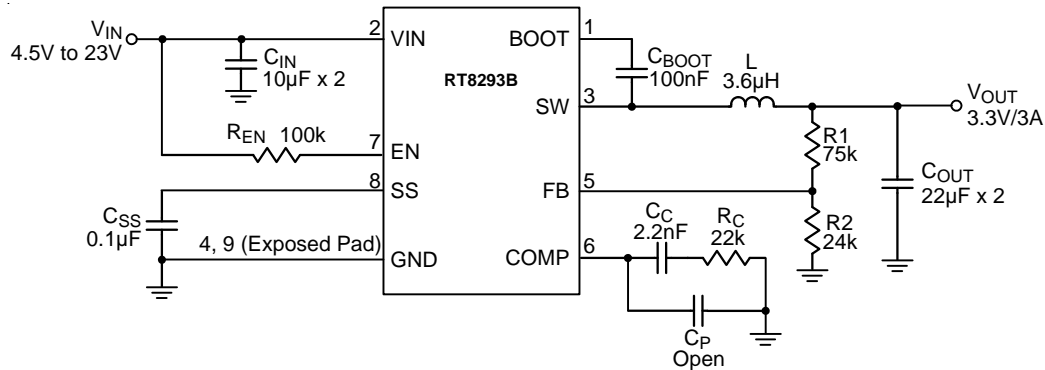 VIN
4.5V to 23V
CIN
10µF x 2
REN 100k
2
VIN
7
EN
8
SS
CSS
0.1µF
4, 9 (Exposed Pad)
GND
RT8293B
BOOT
1
CBOOT
100nF
SW
3
L
3.6µH
VOUT
3.3V/3A
R1
75k
COUT
22µF x 2
FB
5
R2
24k
COMP
6
CC
2.2nF
RC
22k
CP
Open